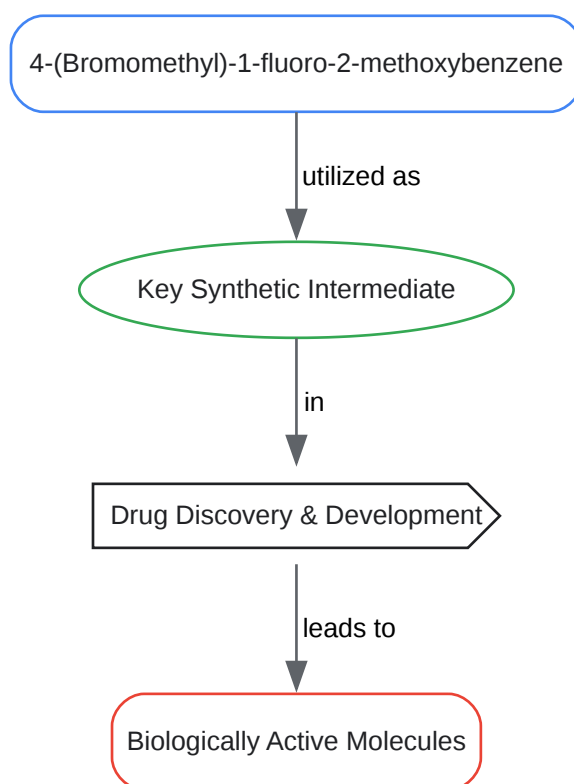 4-(Bromomethyl)-1-fluoro-2-methoxybenzene
utilized as
Key Synthetic Intermediate
in
Drug Discovery & Development
leads to
Biologically Active Molecules